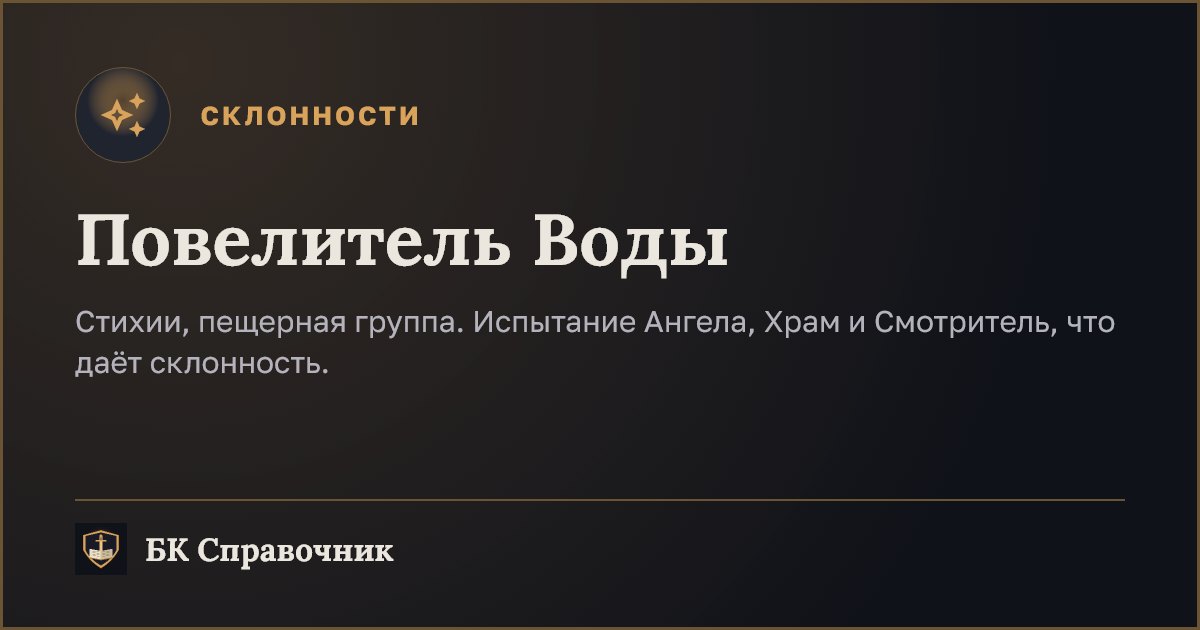 склонности
Повелитель Воды
Стихии, пещерная группа. Испытание Ангела, Храм и Смотритель, что
даёт склонность.
БК Справочник